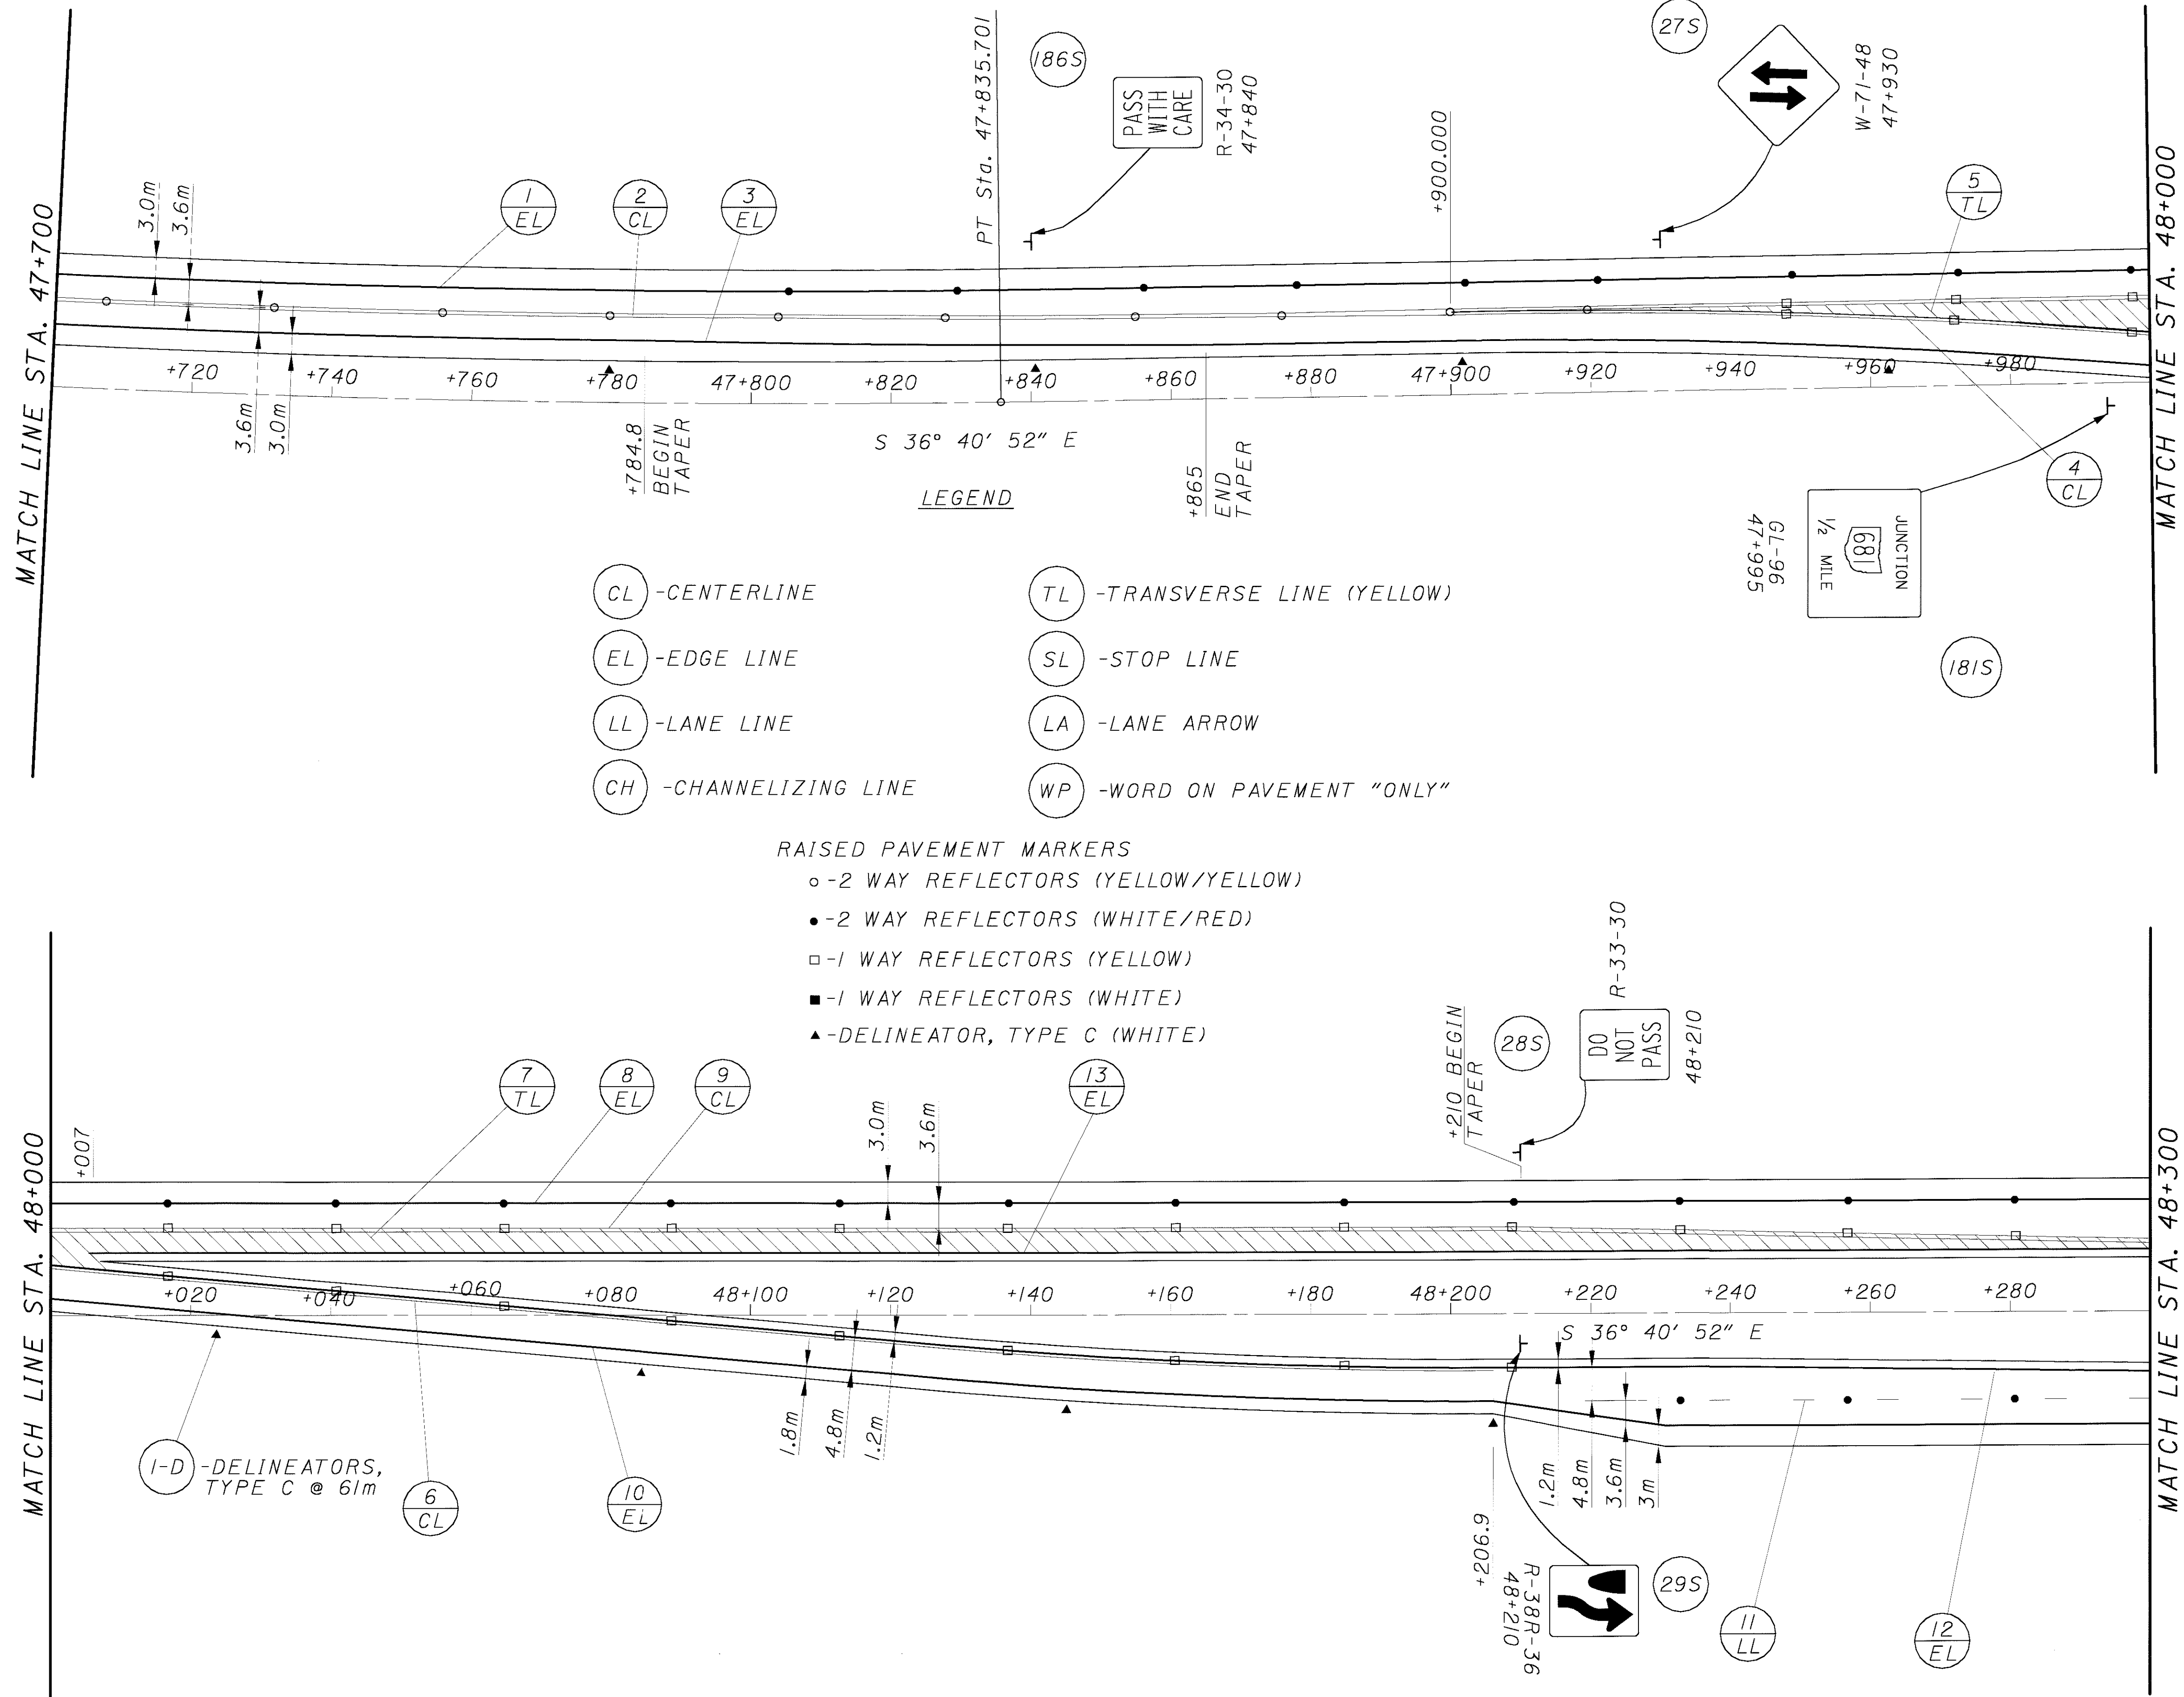 MATCH LINE STA. 47+700
3.0m
3.6m
3.6m
3.0m
1
EL
2
CL
3
EL
PT Sta. 47+835.701
186S
PASS
WITH
CARE
R-34-30
47+840
+900.000
27S
W-71-48
47+930
5
TL
MATCH LINE STA. 48+000
+720
+740
+760
+780
47+800
+820
+840
+860
+880
47+900
+920
+940
+960
+980
+784.8
BEGIN
TAPER
S 36° 40' 52" E
+865
END
TAPER
4
CL
JUNCTION
681
1/2 MILE
GL-96
47+995
181S
LEGEND
CL -CENTERLINE
EL -EDGE LINE
LL -LANE LINE
CH -CHANNELIZING LINE
TL -TRANSVERSE LINE (YELLOW)
SL -STOP LINE
LA -LANE ARROW
WP -WORD ON PAVEMENT "ONLY"
RAISED PAVEMENT MARKERS
-2 WAY REFLECTORS (YELLOW/YELLOW)
-2 WAY REFLECTORS (WHITE/RED)
-1 WAY REFLECTORS (YELLOW)
-1 WAY REFLECTORS (WHITE)
-DELINEATOR, TYPE C (WHITE)
MATCH LINE STA. 48+000
+007
7
TL
8
EL
9
CL
3.0m
3.6m
13
EL
+210 BEGIN
TAPER
28S
DO
NOT
PASS
R-33-30
48+210
MATCH LINE STA. 48+300
+020
+040
+060
+080
48+100
+120
+140
+160
+180
48+200
+220
+240
+260
+280
S 36° 40' 52" E
1-D -DELINEATORS,
TYPE C @ 61m
6
CL
10
EL
1.8m
4.8m
1.2m
+206.9
1.2m
4.8m
3.6m
3m
R-38R-36
48+210
29S
11
LL
12
EL